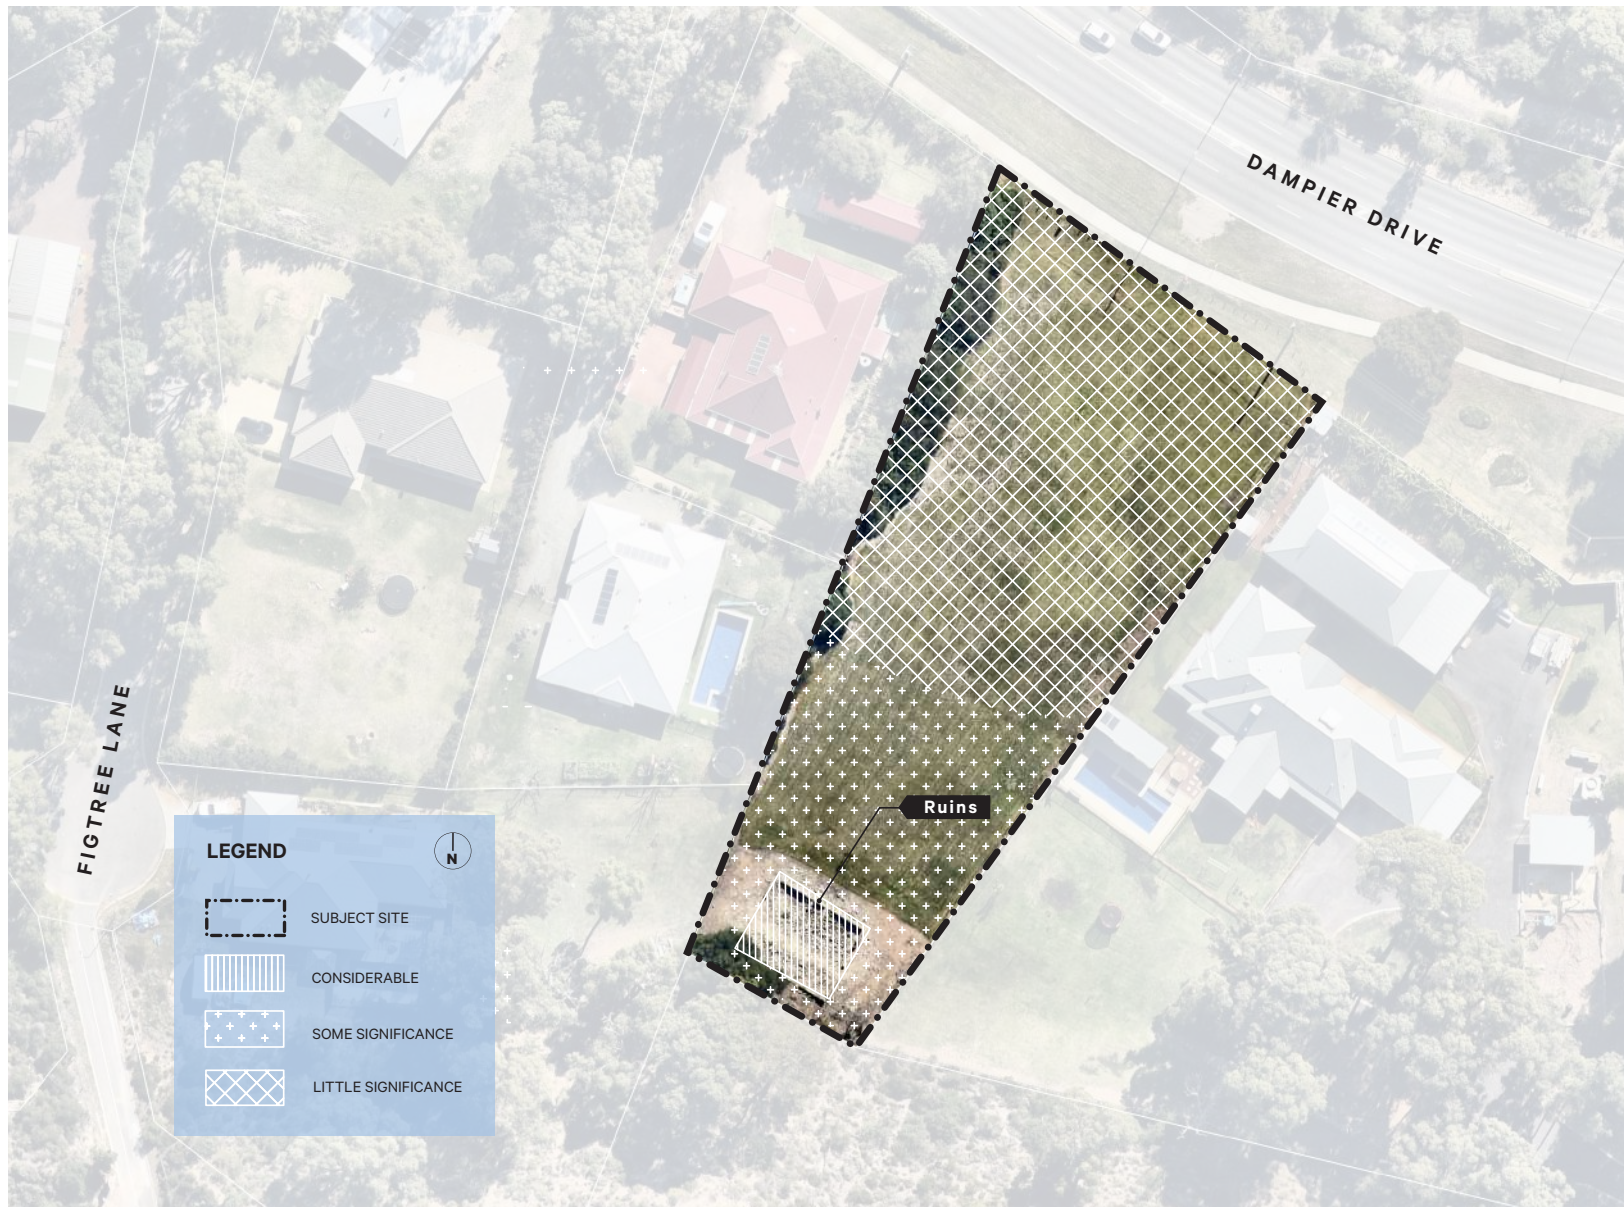 DAMPIER DRIVE
FIGTREE LANE
Ruins
LEGEND
N
SUBJECT SITE
CONSIDERABLE
SOME SIGNIFICANCE
LITTLE SIGNIFICANCE